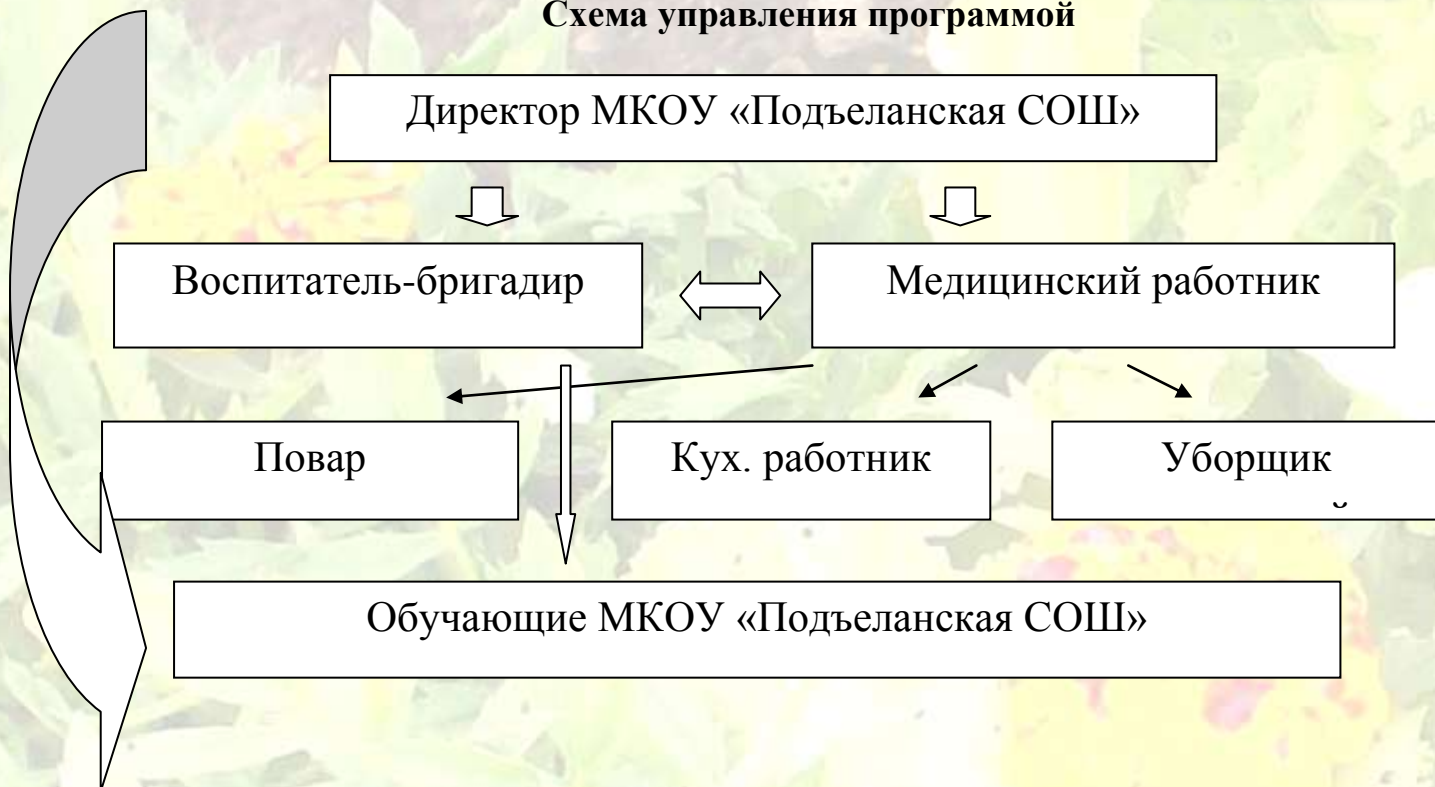 Схема управления программой
Директор МКОУ «Подъеланская СОШ»
Воспитатель-бригадир
Медицинский работник
Повар
Кух. работник
Уборщик
Обучающие МКОУ «Подъеланская СОШ»